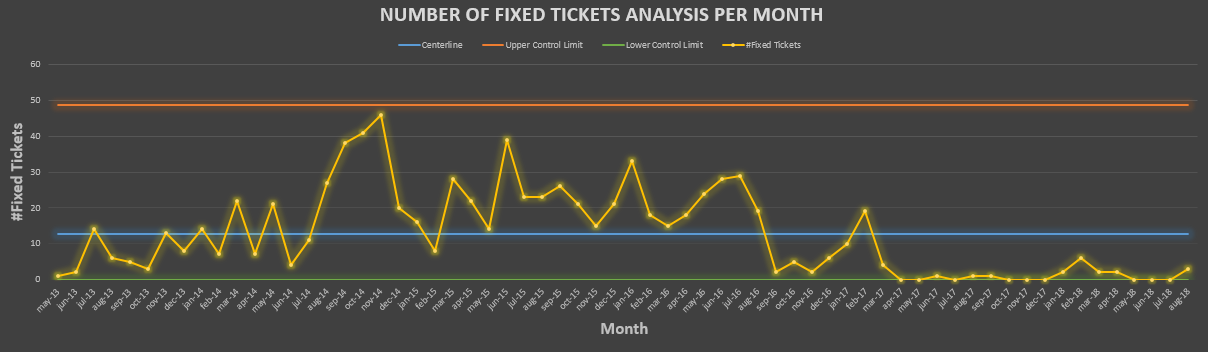 NUMBER OF FIXED TICKETS ANALYSIS PER MONTH
Centerline Upper Control Limit Lower Control Limit #Fixed Tickets
#Fixed Tickets
60
50
40
30
20
10
0
may-13 jun-13 jul-13 aug-13 sep-13 oct-13 nov-13 dec-13 jan-14 feb-14 mar-14 apr-14 may-14 jun-14 jul-14 aug-14 sep-14 oct-14 nov-14 dec-14 jan-15 feb-15 mar-15 apr-15 may-15 jun-15 jul-15 aug-15 sep-15 oct-15 nov-15 dec-15 jan-16 feb-16 mar-16 apr-16 may-16 jun-16 jul-16 aug-16 sep-16 oct-16 nov-16 dec-16 jan-17 feb-17 mar-17 apr-17 may-17 jun-17 jul-17 aug-17 sep-17 oct-17 nov-17 dec-17 jan-18 feb-18 mar-18 apr-18 may-18 jun-18 jul-18 aug-18
Month